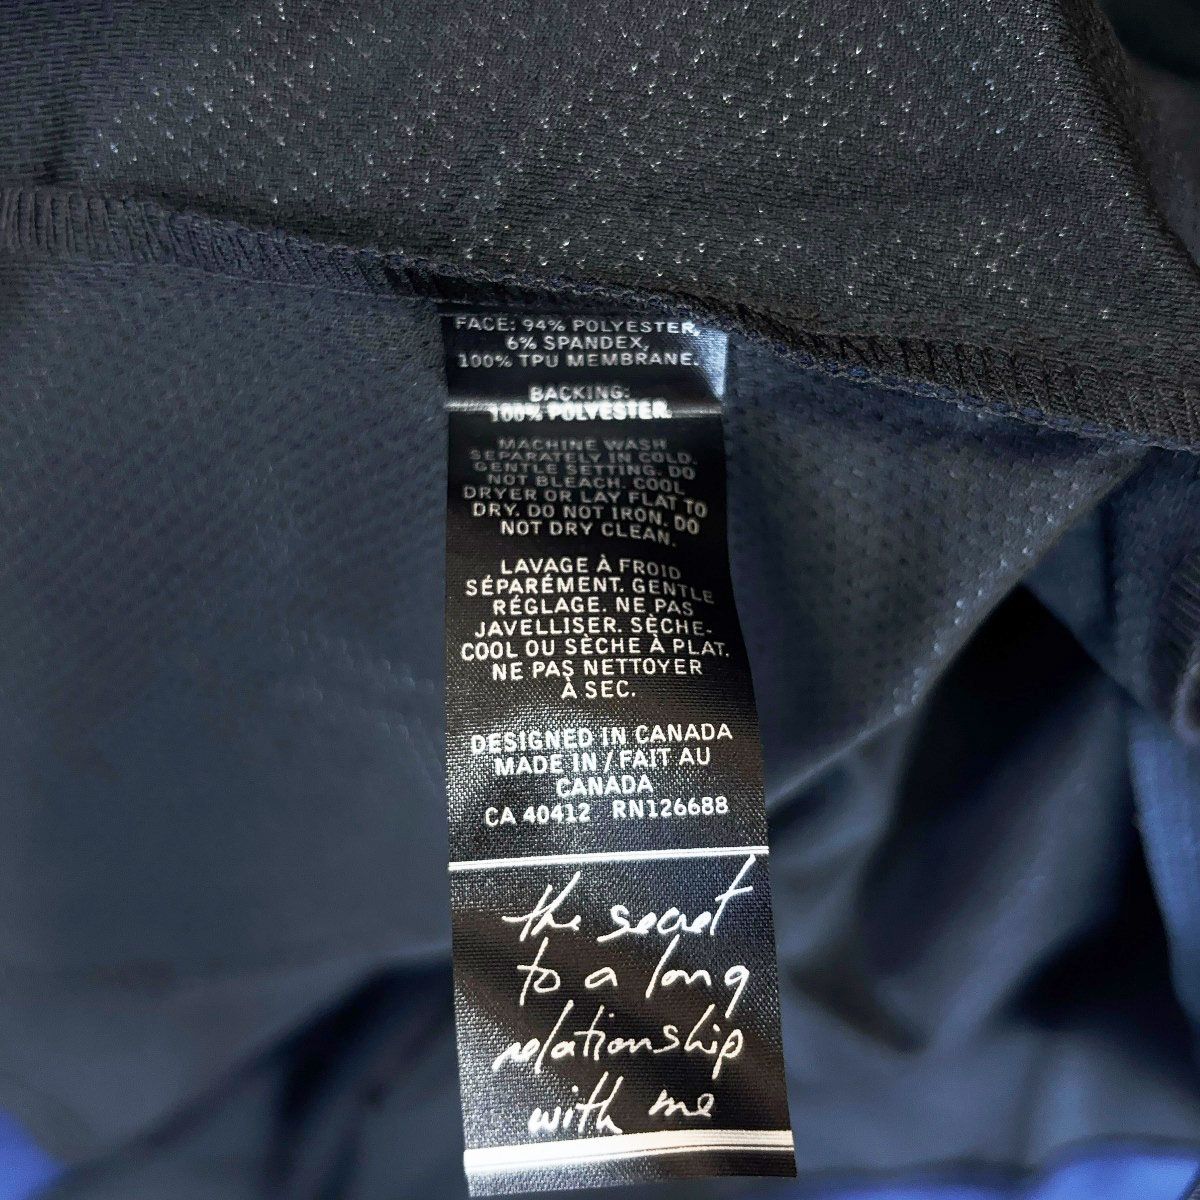 FACE: 94% POLYESTER,
6% SPANDEX,
100% TPU MEMBRANE.
BACKING:
100% POLYESTER.
MACHINE WASH
SEPARATELY IN COLD.
GENTLE SETTING. DO
NOT BLEACH. COOL
DRYER OR LAY FLAT TO
DRY. DO NOT IRON. DO
NOT DRY CLEAN.
LAVAGE À FROID
SÉPARÉMENT. GENTLE
RÉGLAGE. NE PAS
JAVELLISER. SÈCHE-
COOL OU SÈCHE À PLAT.
NE PAS NETTOYER
À SEC.
DESIGNED IN CANADA
MADE IN / FAIT AU
CANADA
CA 40412 RN126688
the secret
to a long
relationship
with me